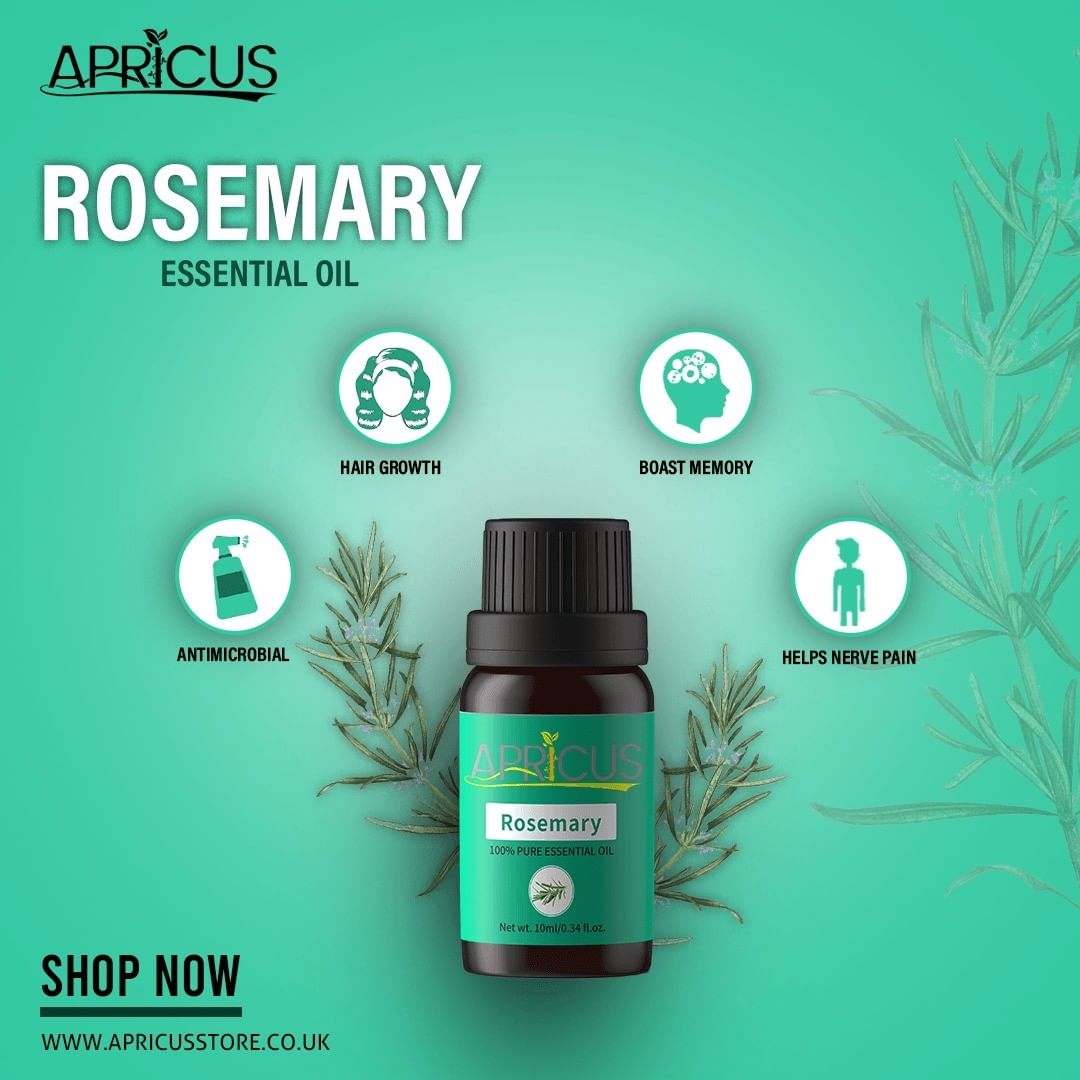 APRICUS
ROSEMARY
ESSENTIAL OIL
HAIR GROWTH
BOAST MEMORY
ANTIMICROBIAL
HELPS NERVE PAIN
APRICUS
Rosemary
100% PURE ESSENTIAL OIL
Net wt. 10ml/0.34 fl.oz.
SHOP NOW
WWW.APRICUSSTORE.CO.UK